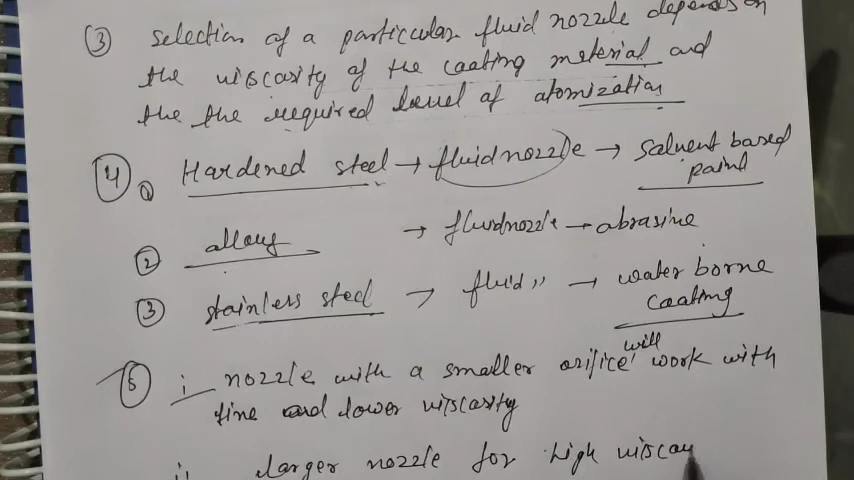 (3) selection of a particular fluid nozzle depends on
the viscosity of the coating meterial and
the the required level of atomization
(4) (1) Hardened steel → fluid nozzle → Solvent based
paint
(2) alloy → fluid nozzle → abrasive
(3) stainless steel → fluid " → water borne
coating
will
(5) i nozzle with a smaller orifice work with
fine and lower viscosity
ii larger nozzle for high viscou